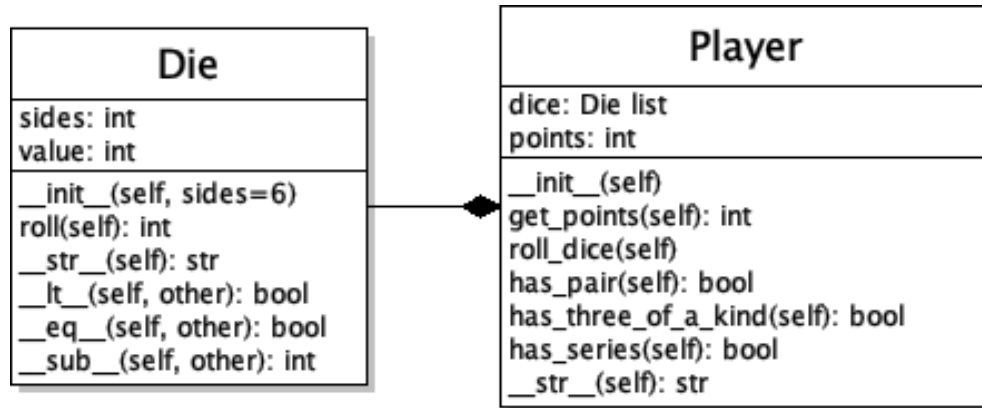 Die
sides: int
value: int
__init__(self, sides=6)
roll(self): int
__str__(self): str
__lt__(self, other): bool
__eq__(self, other): bool
__sub__(self, other): int
Player
dice: Die list
points: int
__init__(self)
get_points(self): int
roll_dice(self)
has_pair(self): bool
has_three_of_a_kind(self): bool
has_series(self): bool
__str__(self): str